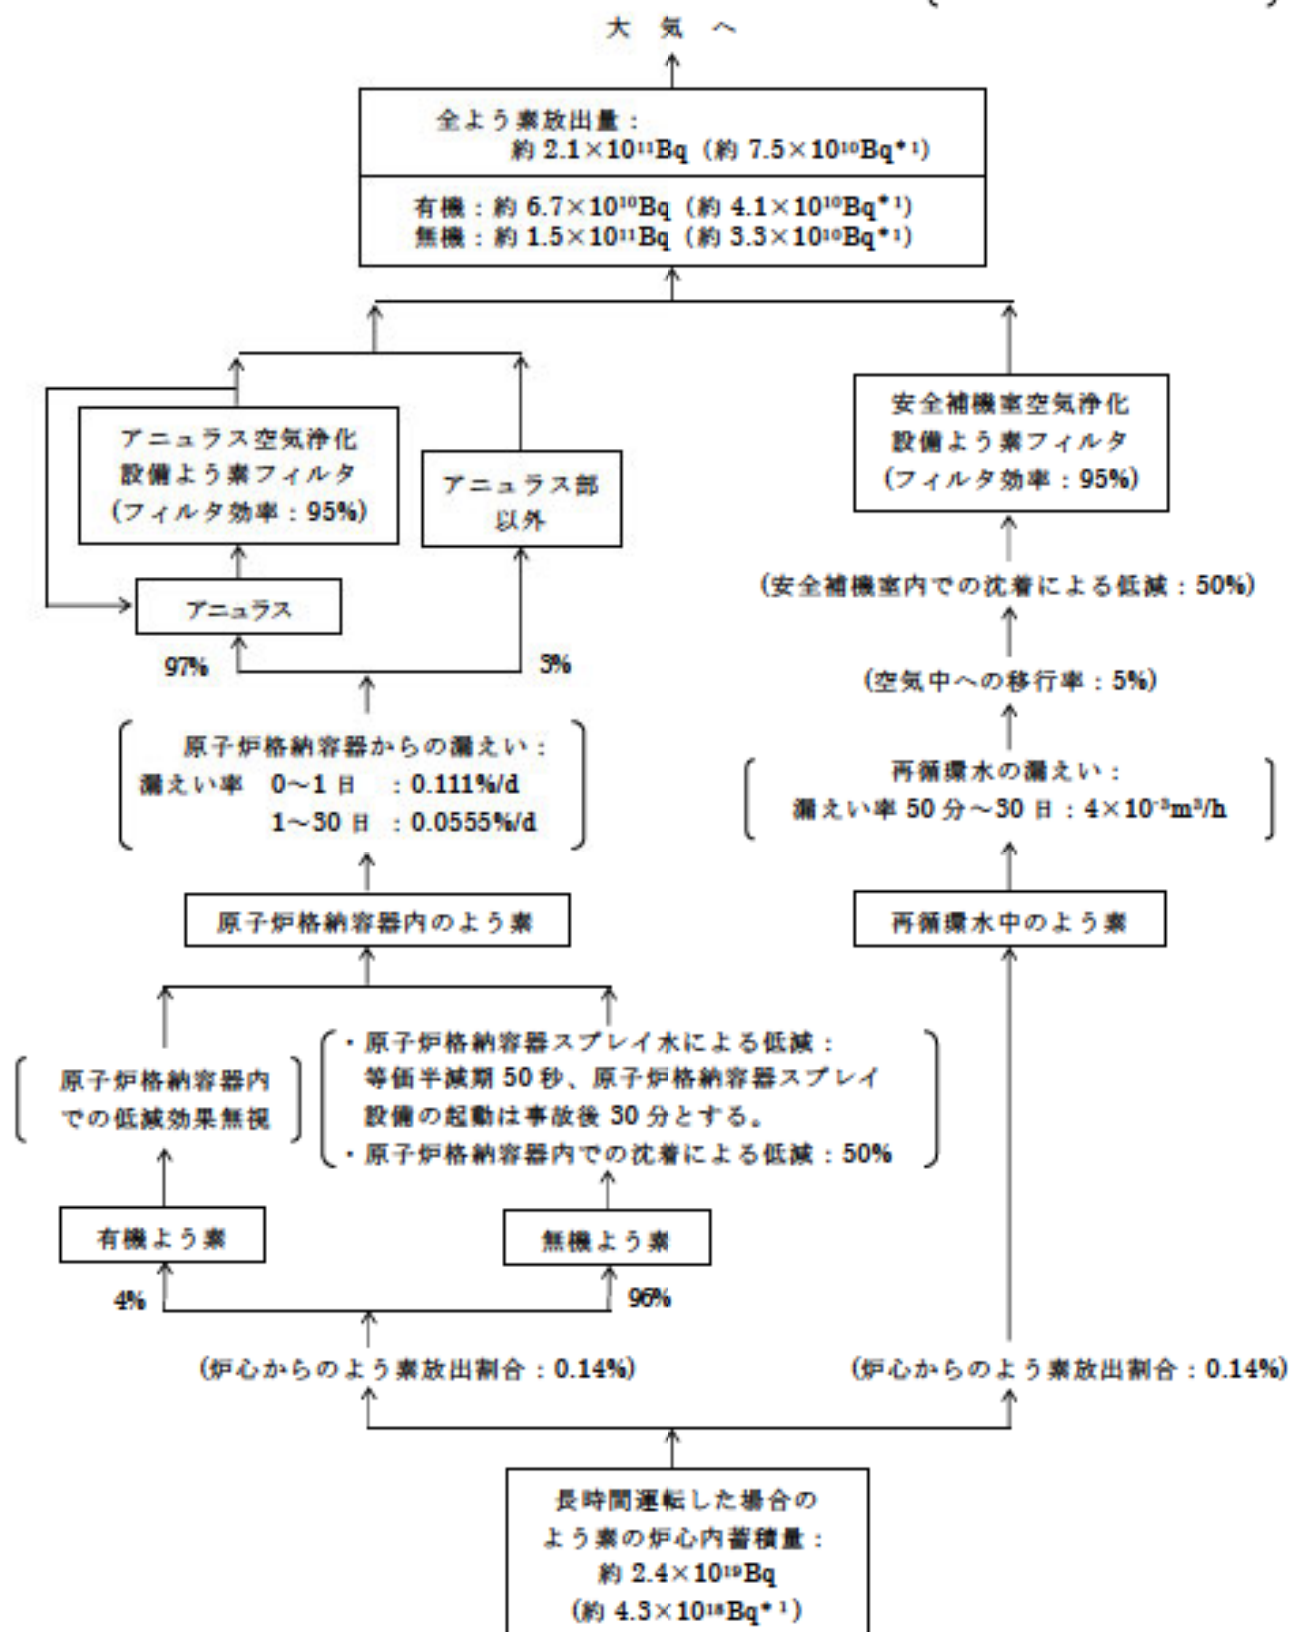 大 気 へ
全よう素放出量：
約 2.1×10¹¹Bq（約 7.5×10¹⁰Bq*¹）
有機：約 6.7×10¹⁰Bq（約 4.1×10¹⁰Bq*¹）
無機：約 1.5×10¹¹Bq（約 3.3×10¹⁰Bq*¹）
アニュラス空気浄化
設備よう素フィルタ
(フィルタ効率：95%)
アニュラス部
以外
安全補機室空気浄化
設備よう素フィルタ
(フィルタ効率：95%)
アニュラス
(安全補機室内での沈着による低減：50%)
97%
3%
(空気中への移行率：5%)
原子炉格納容器からの漏えい：
漏えい率 0～1 日 ：0.111%/d
1～30 日 ：0.0555%/d
再循環水の漏えい：
漏えい率 50 分～30 日：4×10⁻³m³/h
原子炉格納容器内のよう素
再循環水中のよう素
原子炉格納容器内
での低減効果無視
・原子炉格納容器スプレイ水による低減：
等価半減期 50 秒、原子炉格納容器スプレイ
設備の起動は事故後 30 分とする。
・原子炉格納容器内での沈着による低減：50%
有機よう素
無機よう素
4%
96%
(炉心からのよう素放出割合：0.14%)
(炉心からのよう素放出割合：0.14%)
長時間運転した場合の
よう素の炉心内蓄積量：
約 2.4×10¹⁹Bq
(約 4.3×10¹⁸Bq*¹)